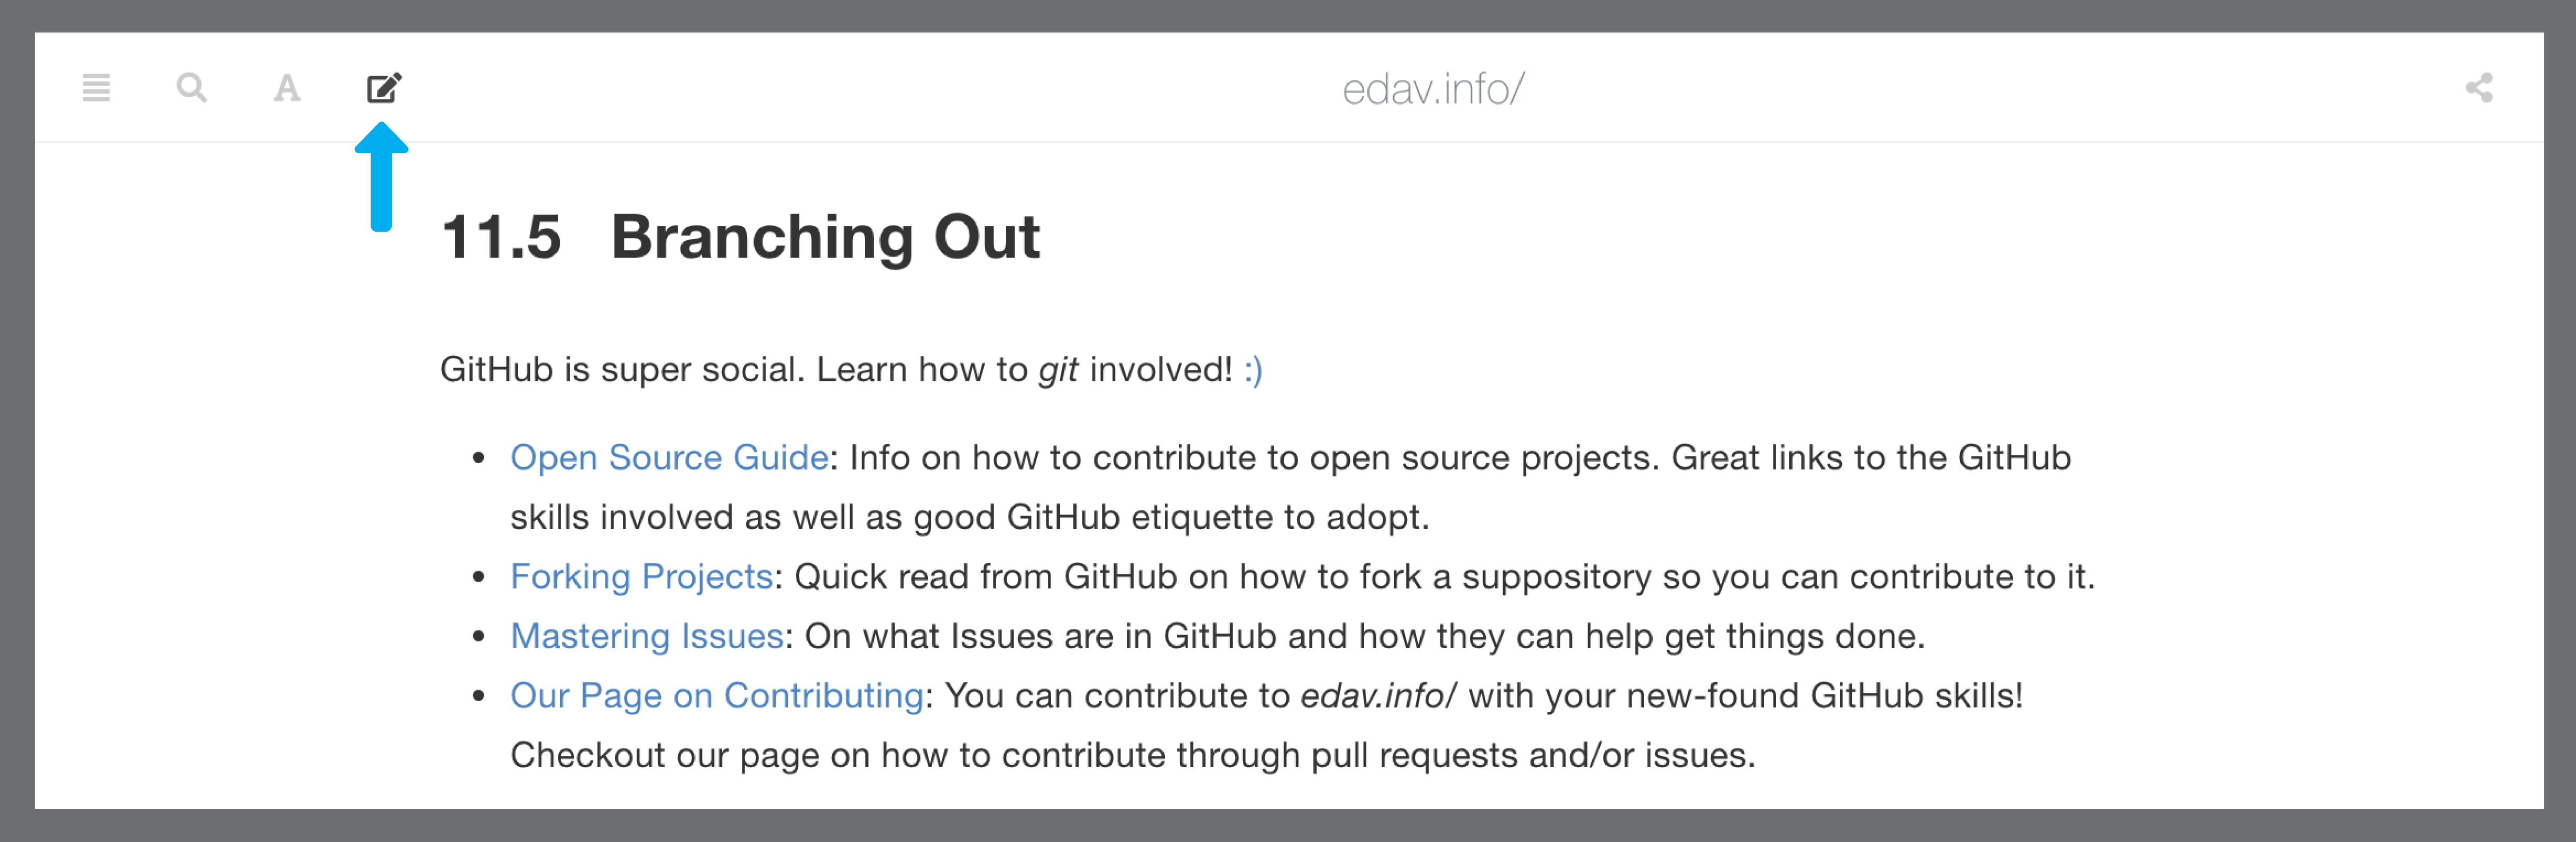 edav.info/
11.5 Branching Out
GitHub is super social. Learn how to git involved! :)
• Open Source Guide: Info on how to contribute to open source projects. Great links to the GitHub
skills involved as well as good GitHub etiquette to adopt.
• Forking Projects: Quick read from GitHub on how to fork a suppository so you can contribute to it.
• Mastering Issues: On what Issues are in GitHub and how they can help get things done.
• Our Page on Contributing: You can contribute to edav.info/ with your new-found GitHub skills!
Checkout our page on how to contribute through pull requests and/or issues.